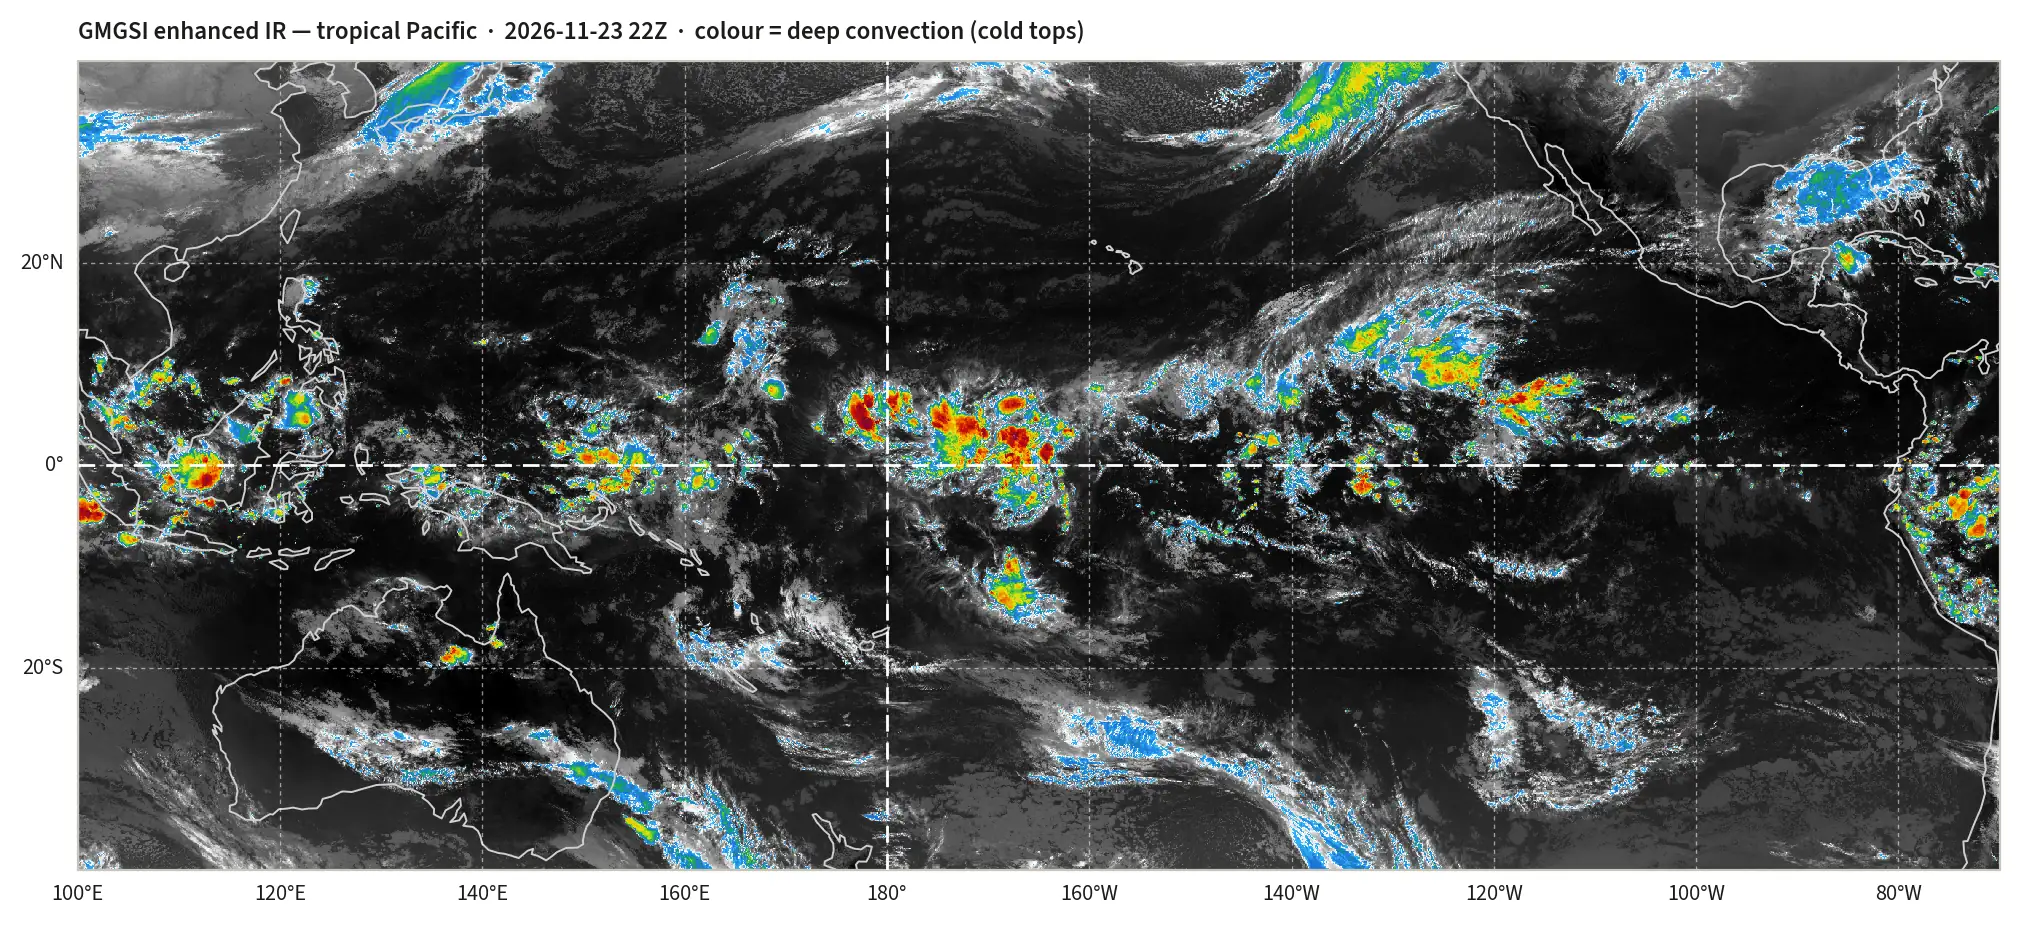 GMGSI enhanced IR — tropical Pacific · 2026-11-23 22Z · colour = deep convection (cold tops)
20°N
0°
20°S
100°E 120°E 140°E 160°E 180° 160°W 140°W 120°W 100°W 80°W